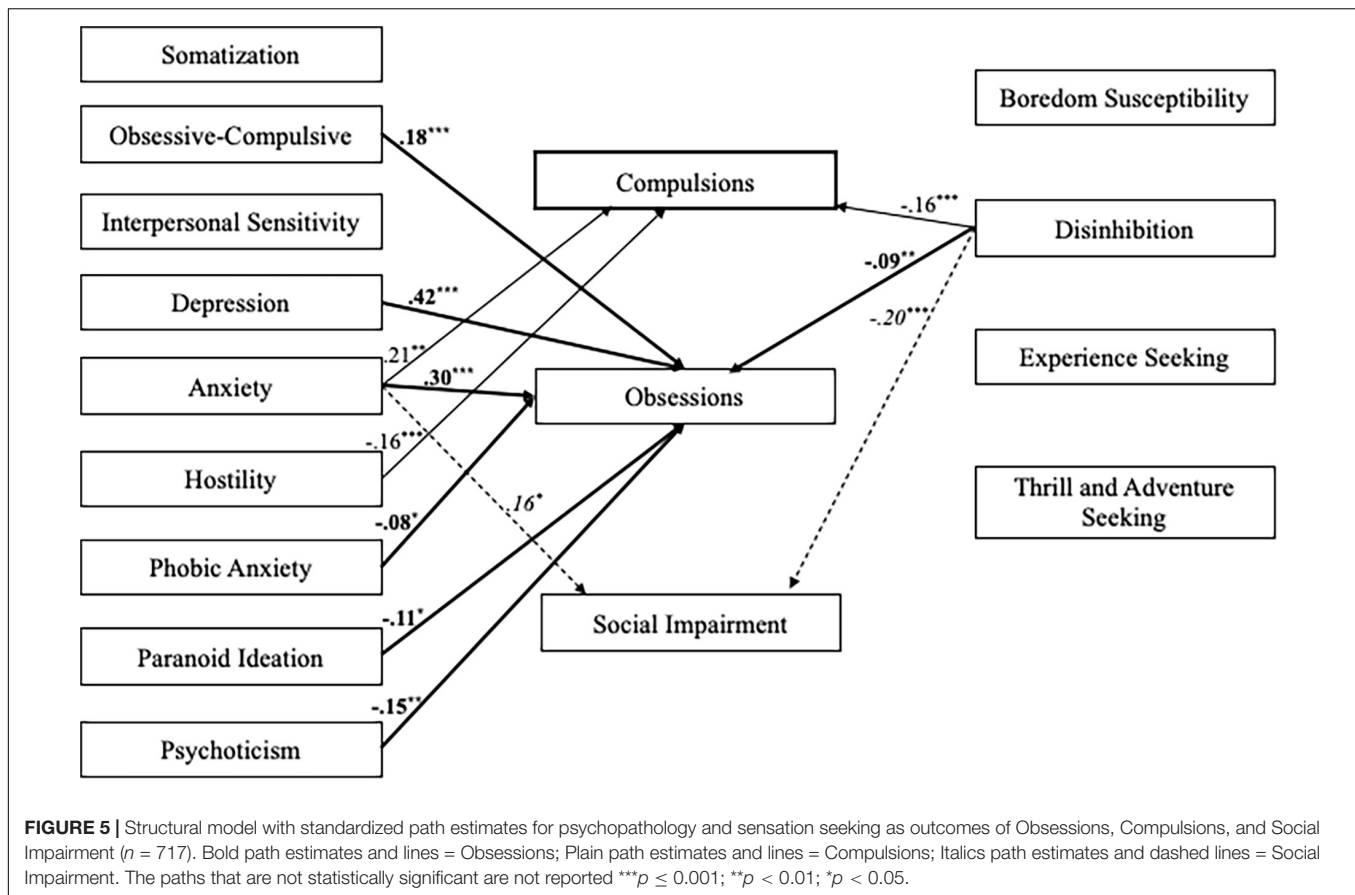 Somatization
Obsessive-Compulsive
Interpersonal Sensitivity
Depression
Anxiety
Hostility
Phobic Anxiety
Paranoid Ideation
Psychoticism
.18***
.42***
.21**
.30***
-.16***
.16*
-.08*
-.11*
-.15**
Compulsions
Obsessions
Social Impairment
-.16***
-.09**
-.20***
Boredom Susceptibility
Disinhibition
Experience Seeking
Thrill and Adventure
Seeking
FIGURE 5 | Structural model with standardized path estimates for psychopathology and sensation seeking as outcomes of Obsessions, Compulsions, and Social
Impairment (n = 717). Bold path estimates and lines = Obsessions; Plain path estimates and lines = Compulsions; Italics path estimates and dashed lines = Social
Impairment. The paths that are not statistically significant are not reported ***p ≤ 0.001; **p < 0.01; *p < 0.05.